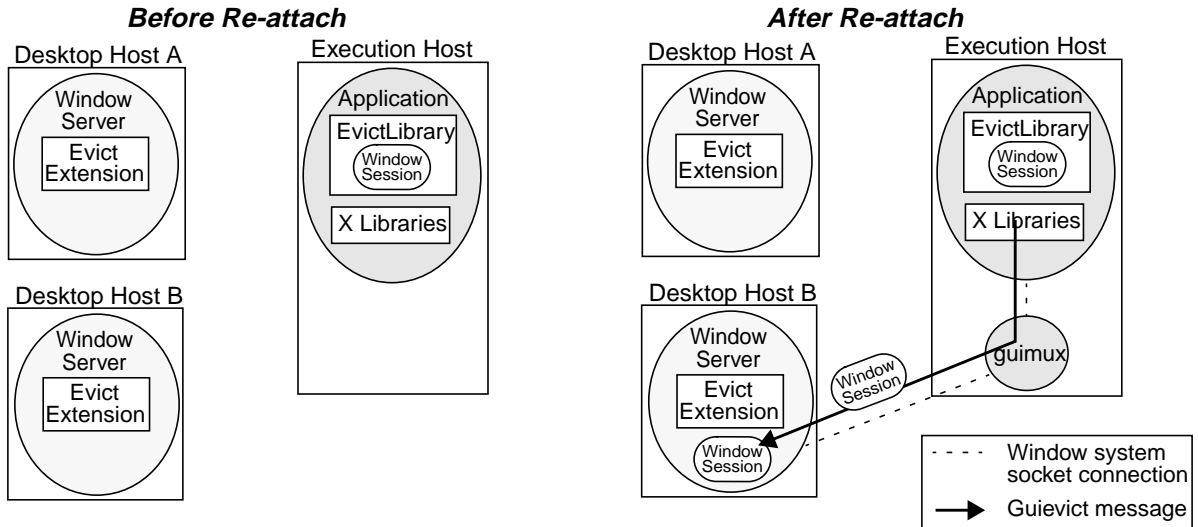 Before Re-attach
Desktop Host A
Window
Server
Evict
Extension
Execution Host
Application
EvictLibrary
Window
Session
X Libraries
Desktop Host B
Window
Server
Evict
Extension
After Re-attach
Desktop Host A
Window
Server
Evict
Extension
Execution Host
Application
EvictLibrary
Window
Session
X Libraries
guimux
Desktop Host B
Window
Server
Evict
Extension
Window
Session
Window
Session
Window system
socket connection
Guievict message